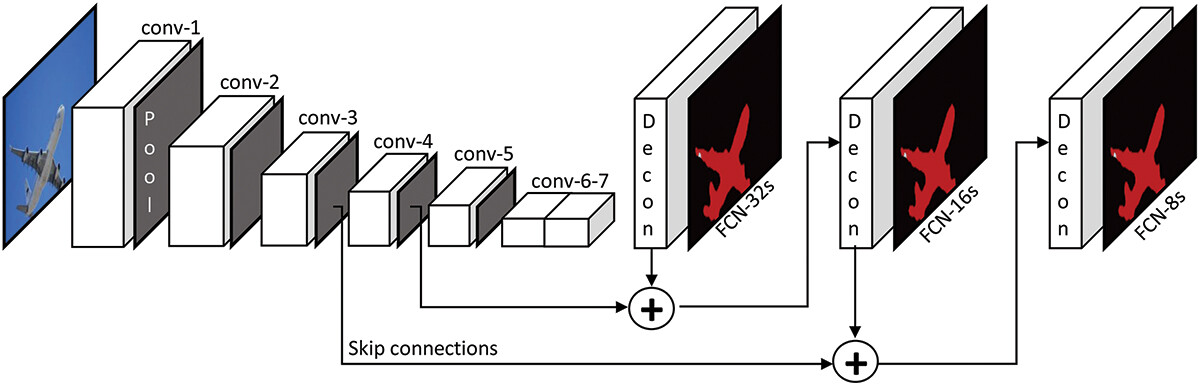 conv-1
conv-2
conv-3
conv-4
conv-5
conv-6-7
Pool
Decon
FCN-32s
Decon
FCN-16s
Decon
FCN-8s
+
+
Skip connections